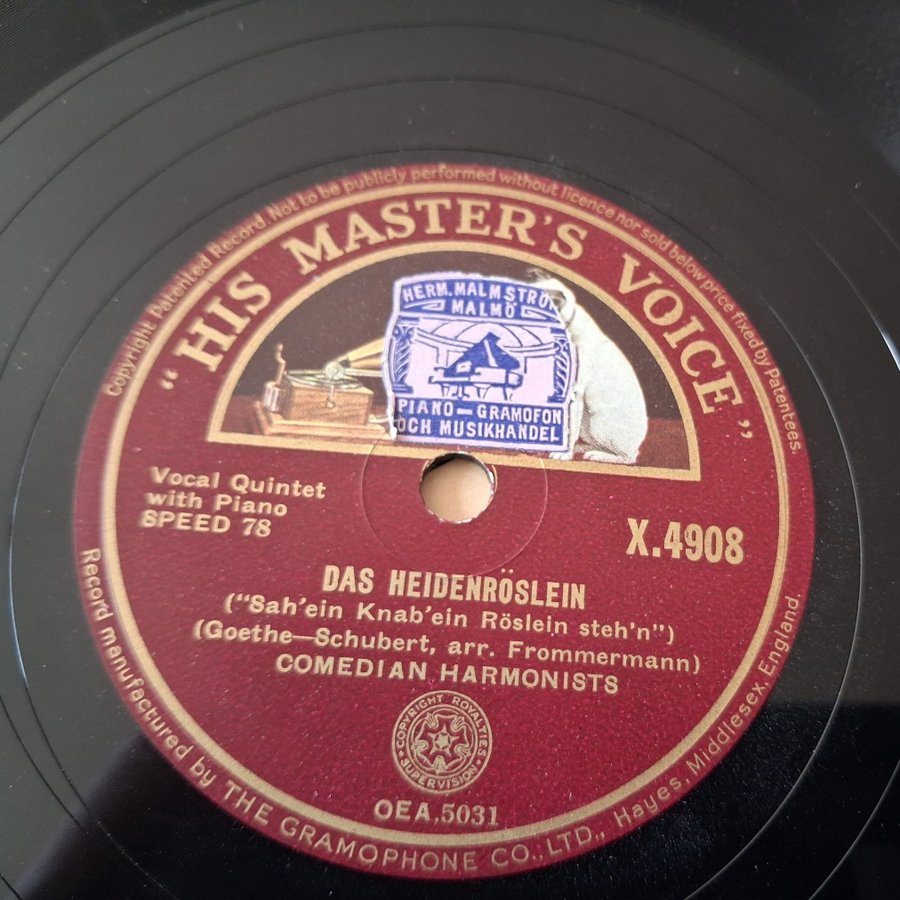 Copyright Patented Record Not to be publicly performed without licence nor sold below price fixed by Patentees.
"HIS MASTER'S VOICE"
HERM. MALMSTRÖM
MALMÖ
PIANO-GRAMOFON
OCH MUSIKHANDEL
Vocal Quintet
with Piano
SPEED 78
X.4908
DAS HEIDENRÖSLEIN
("Sah'ein Knab'ein Röslein steh'n")
(Goethe—Schubert, arr. Frommermann)
COMEDIAN HARMONISTS
COPYRIGHT ROYALTIES
SUPERVISION
OEA.5031
Record manufactured by THE GRAMOPHONE CO., LTD., Hayes, Middlesex, England.